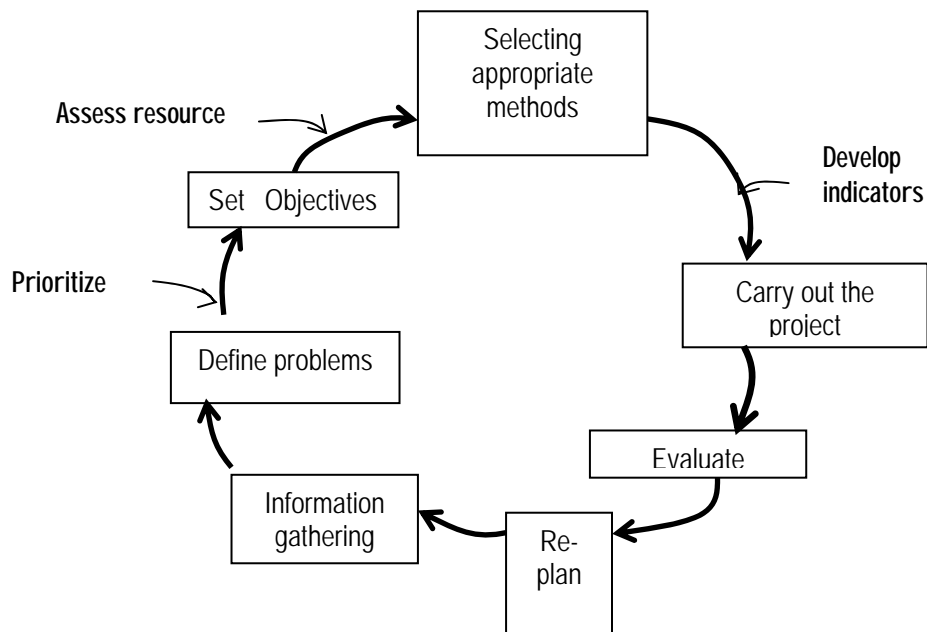 Selecting
appropriate
methods
Assess resource
Develop
indicators
Set Objectives
Prioritize
Carry out the
project
Define problems
Evaluate
Information
gathering
Re-
plan